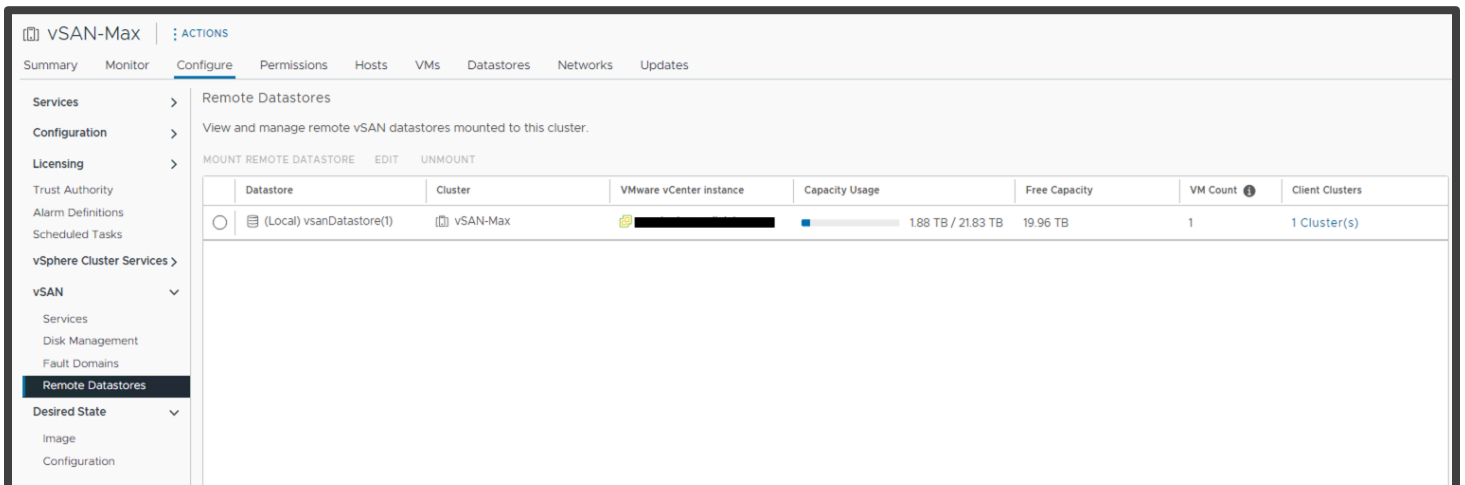 vSAN-Max ACTIONS
Summary Monitor Configure Permissions Hosts VMs Datastores Networks Updates
Services
Configuration
Licensing
Trust Authority
Alarm Definitions
Scheduled Tasks
vSphere Cluster Services
vSAN
Services
Disk Management
Fault Domains
Remote Datastores
Desired State
Image
Configuration
Remote Datastores
View and manage remote vSAN datastores mounted to this cluster.
MOUNT REMOTE DATASTORE EDIT UNMOUNT
Datastore Cluster VMware vCenter instance Capacity Usage Free Capacity VM Count Client Clusters
(Local) vsanDatastore(1) vSAN-Max 1.88 TB / 21.83 TB 19.96 TB 1 1 Cluster(s)